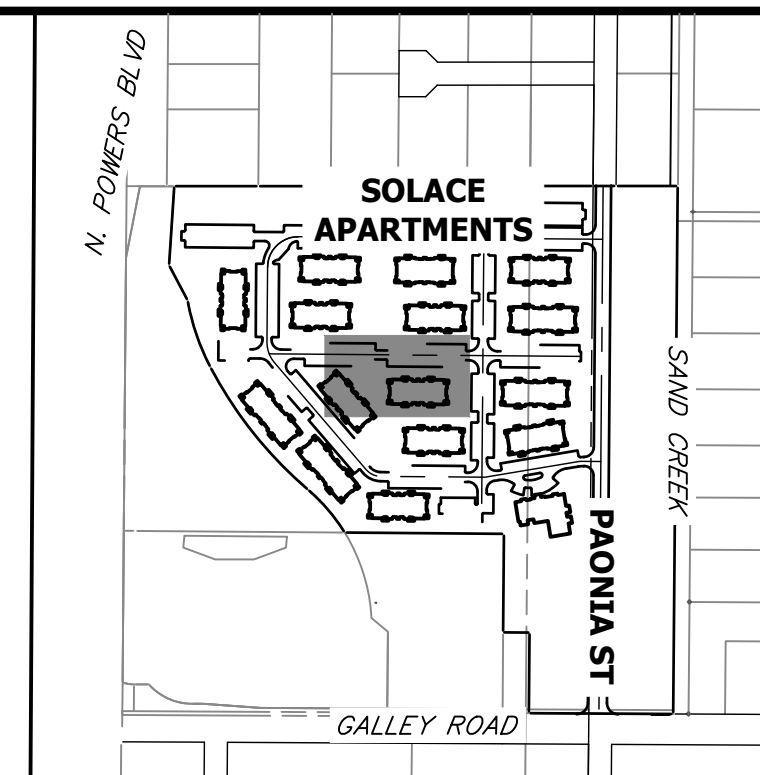 N. POWERS BLVD
SOLACE
APARTMENTS
SAND CREEK
PAONIA ST
GALLEY ROAD